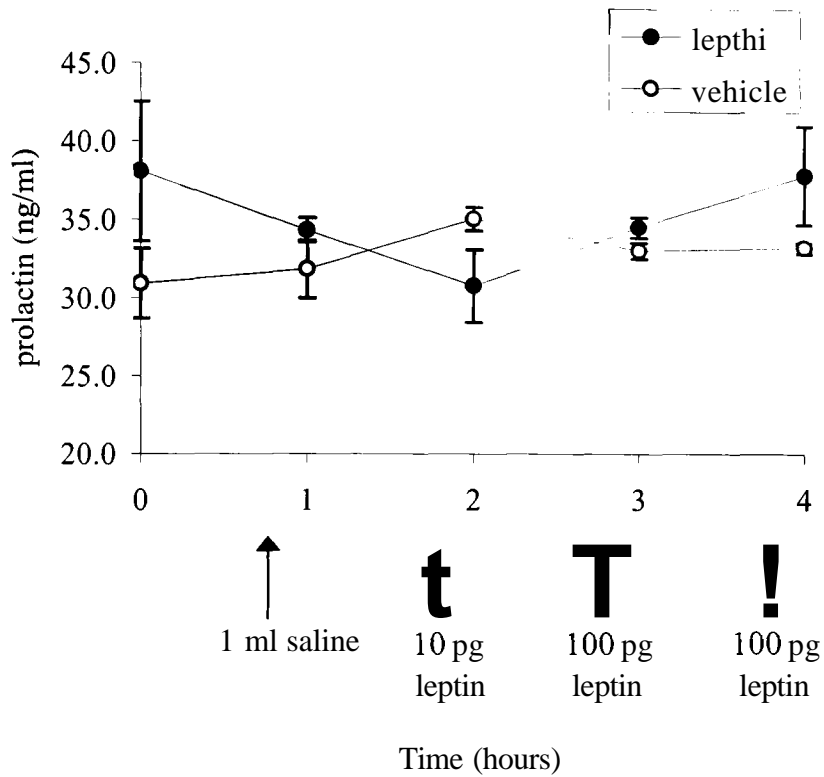 lepthi
vehicle
45.0
40.0
35.0
30.0
25.0
20.0
prolactin (ng/ml)
0 1 2 3 4
t T !
1 ml saline 10 pg 100 pg 100 pg
leptin leptin leptin
Time (hours)